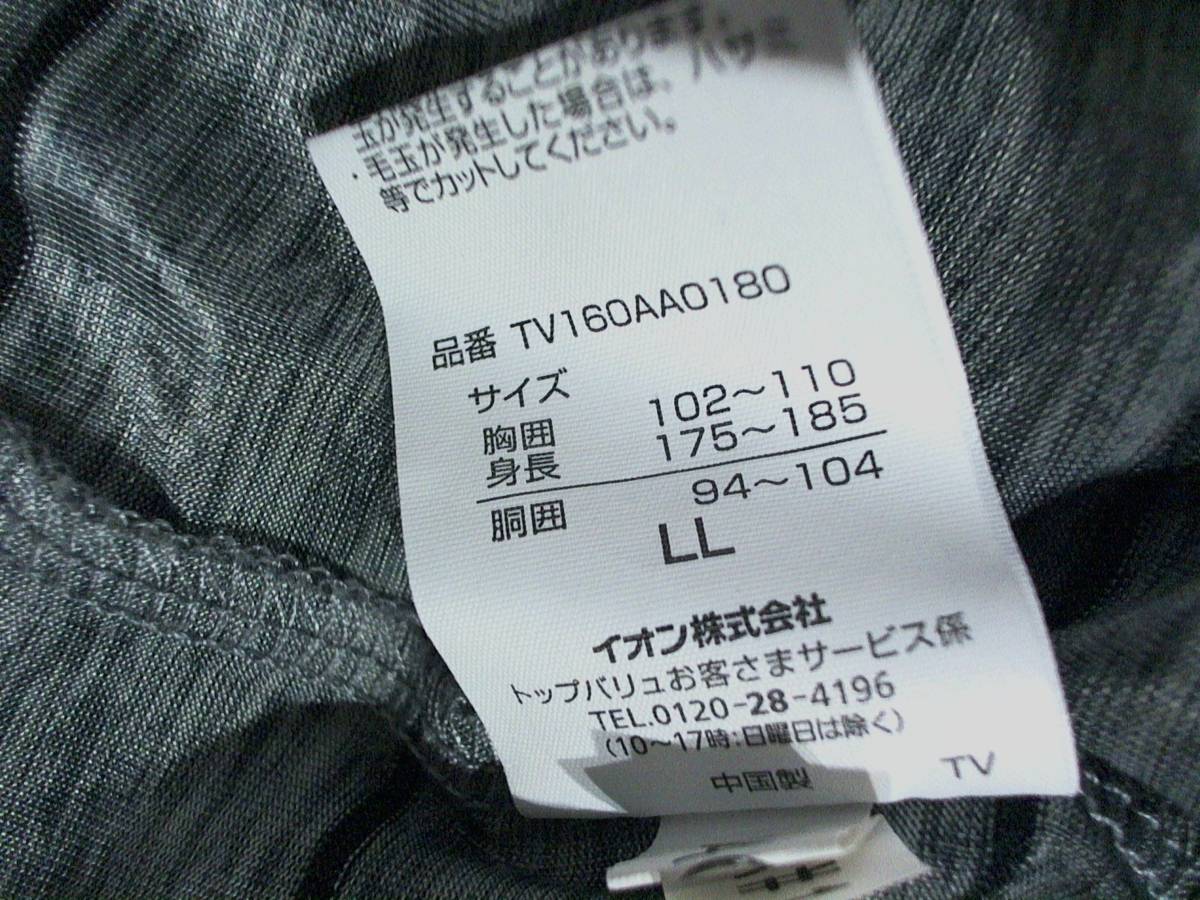 玉が発生することがあります。
・毛玉が発生した場合は、ハサミ
等でカットしてください。
品番 TV160AA0180
サイズ
胸囲 102～110
身長 175～185
胴囲 94～104
LL
イオン株式会社
トップバリュお客さまサービス係
TEL.0120-28-4196
(10～17時:日曜日は除く)
中国製 TV